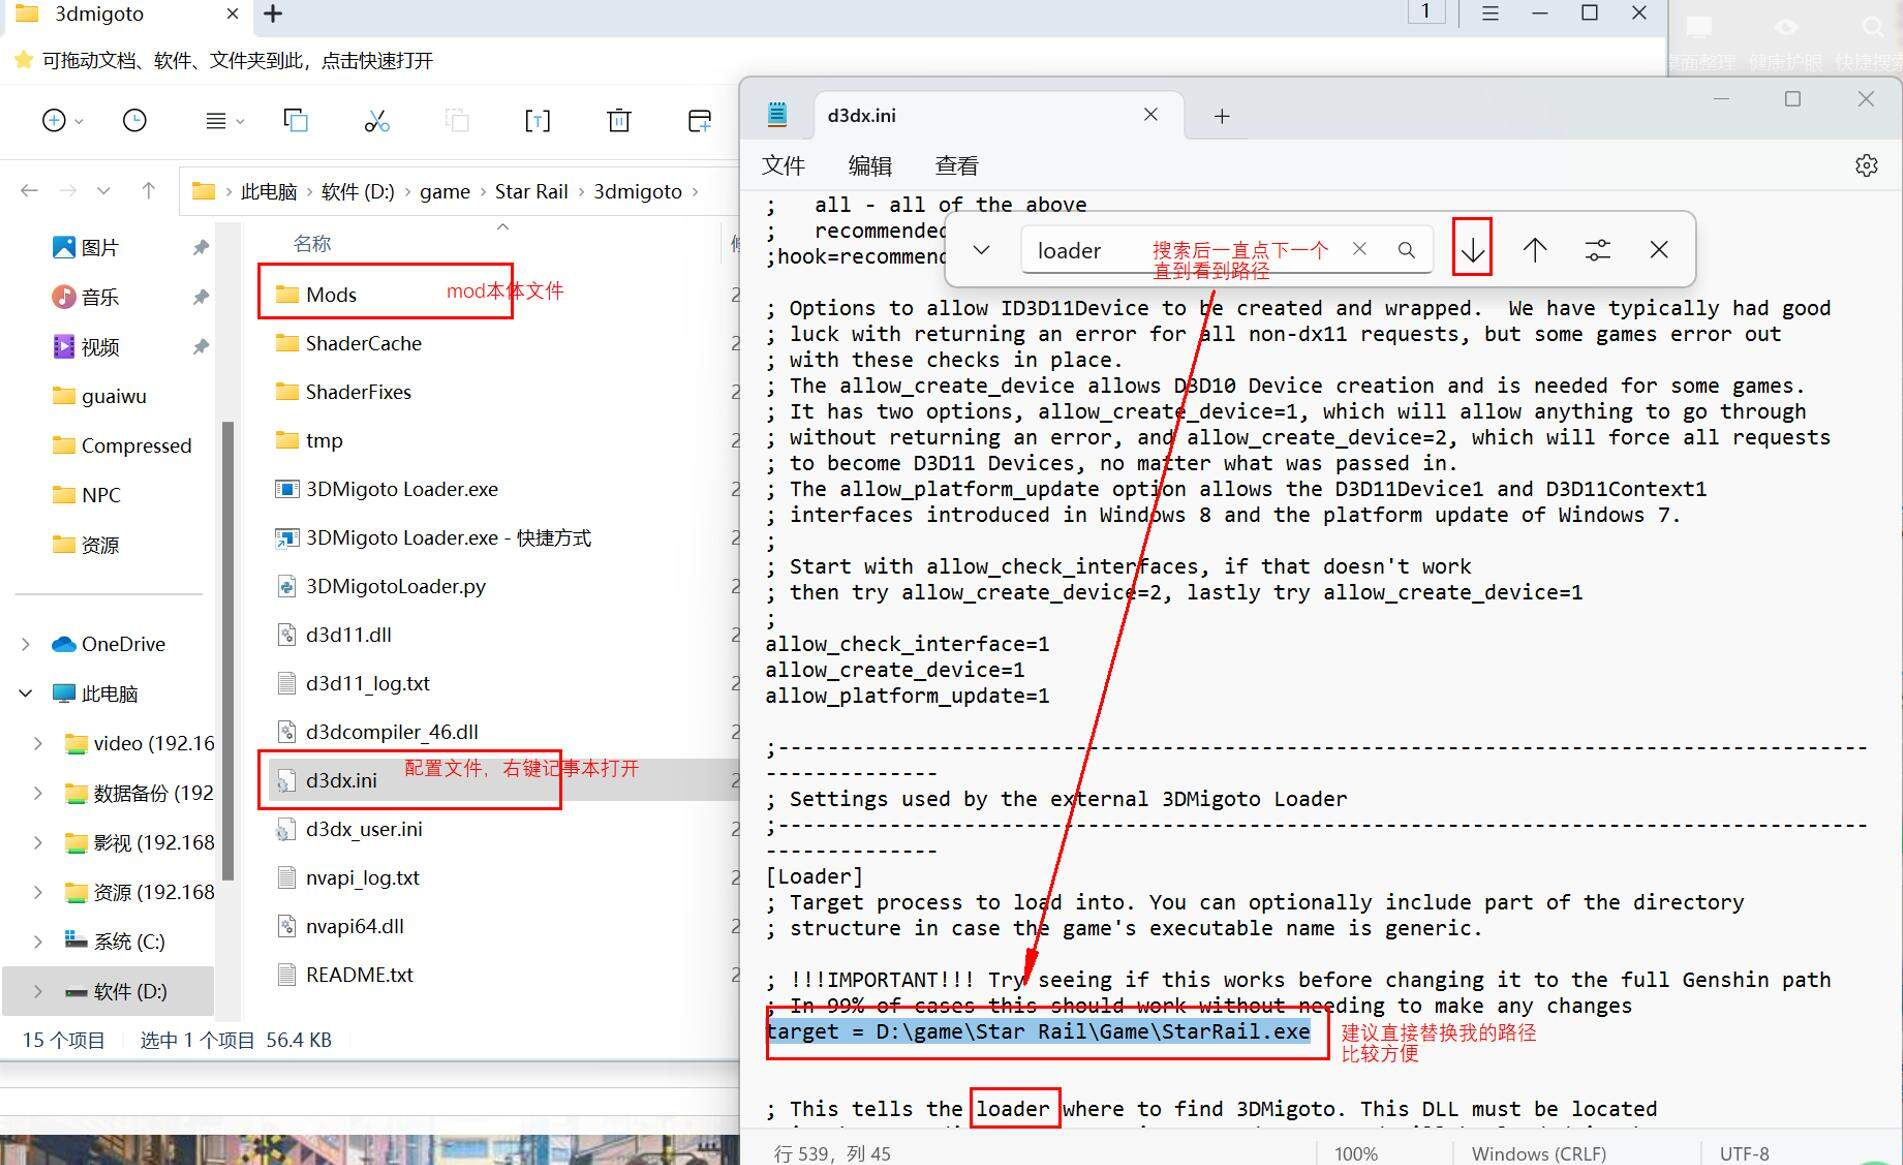 3dmigoto
1
可拖动文档、软件、文件夹到此，点击快速打开
此电脑 › 软件 (D:) › game › Star Rail › 3dmigoto ›
名称
图片
音乐
视频
guaiwu
Compressed
NPC
资源
OneDrive
此电脑
video (192.16
数据备份 (192
影视 (192.168
资源 (192.168
系统 (C:)
软件 (D:)
Mods
mod本体文件
ShaderCache
ShaderFixes
tmp
3DMigoto Loader.exe
3DMigoto Loader.exe - 快捷方式
3DMigotoLoader.py
d3d11.dll
d3d11_log.txt
d3dcompiler_46.dll
d3dx.ini
配置文件，右键记事本打开
d3dx_user.ini
nvapi_log.txt
nvapi64.dll
README.txt
15 个项目
选中 1 个项目 56.4 KB
健康护眼
d3dx.ini
文件 编辑 查看
;   all - all of the above
;   recommended
;hook=recommen
loader
搜索后一直点下一个
直到看到路径
; Options to allow ID3D11Device to be created and wrapped.  We have typically had good
; luck with returning an error for all non-dx11 requests, but some games error out
; with these checks in place.
; The allow_create_device allows D3D10 Device creation and is needed for some games.
; It has two options, allow_create_device=1, which will allow anything to go through
; without returning an error, and allow_create_device=2, which will force all requests
; to become D3D11 Devices, no matter what was passed in.
; The allow_platform_update option allows the D3D11Device1 and D3D11Context1
; interfaces introduced in Windows 8 and the platform update of Windows 7.
;
; Start with allow_check_interfaces, if that doesn't work
; then try allow_create_device=2, lastly try allow_create_device=1
;
allow_check_interface=1
allow_create_device=1
allow_platform_update=1
;----------------------------------------------------------------------------------------
--------------
; Settings used by the external 3DMigoto Loader
;----------------------------------------------------------------------------------------
--------------
[Loader]
; Target process to load into. You can optionally include part of the directory
; structure in case the game's executable name is generic.
; !!!IMPORTANT!!! Try seeing if this works before changing it to the full Genshin path
; In 99% of cases this should work without needing to make any changes
target = D:\game\Star Rail\Game\StarRail.exe
建议直接替换我的路径
比较方便
; This tells the loader where to find 3DMigoto. This DLL must be located
行 539，列 45
100%
Windows (CRLF)
UTF-8